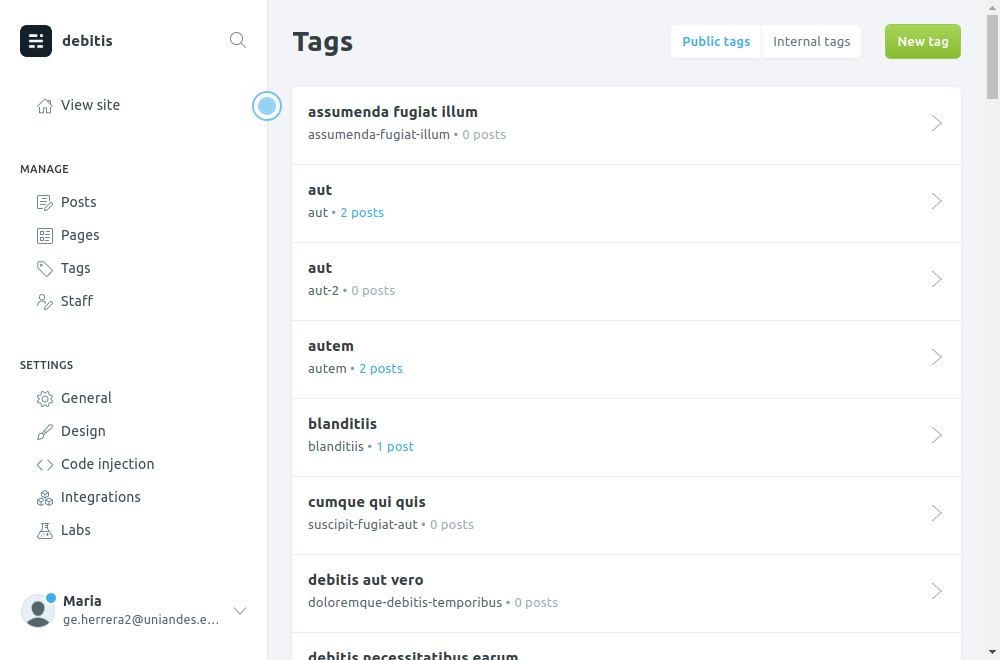 debitis
View site
MANAGE
Posts
Pages
Tags
Staff
SETTINGS
General
Design
Code injection
Integrations
Labs
Maria
ge.herrera2@uniandes.e...
Tags
Public tags
Internal tags
New tag
assumenda fugiat illum
assumenda-fugiat-illum • 0 posts
aut
aut • 2 posts
aut
aut-2 • 0 posts
autem
autem • 2 posts
blanditiis
blanditiis • 1 post
cumque qui quis
suscipit-fugiat-aut • 0 posts
debitis aut vero
doloremque-debitis-temporibus • 0 posts
debitis necessitatibus earum